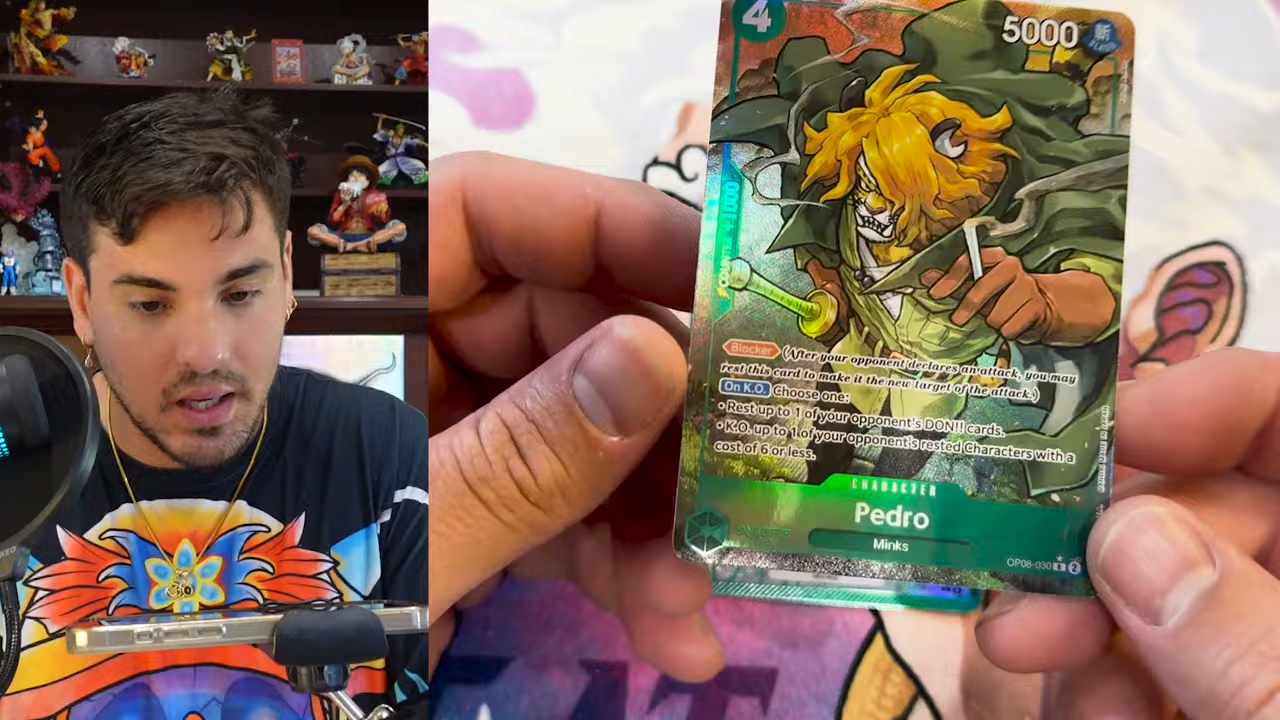 4
5000
新
Blocker (After your opponent declares an attack, you may
rest this card to make it the new target of the attack.)
On K.O. Choose one:
• Rest up to 1 of your opponent's DON!! cards.
• K.O. up to 1 of your opponent's rested Characters with a
cost of 6 or less.
CHARACTER
Pedro
Minks
OP08-030 R 2